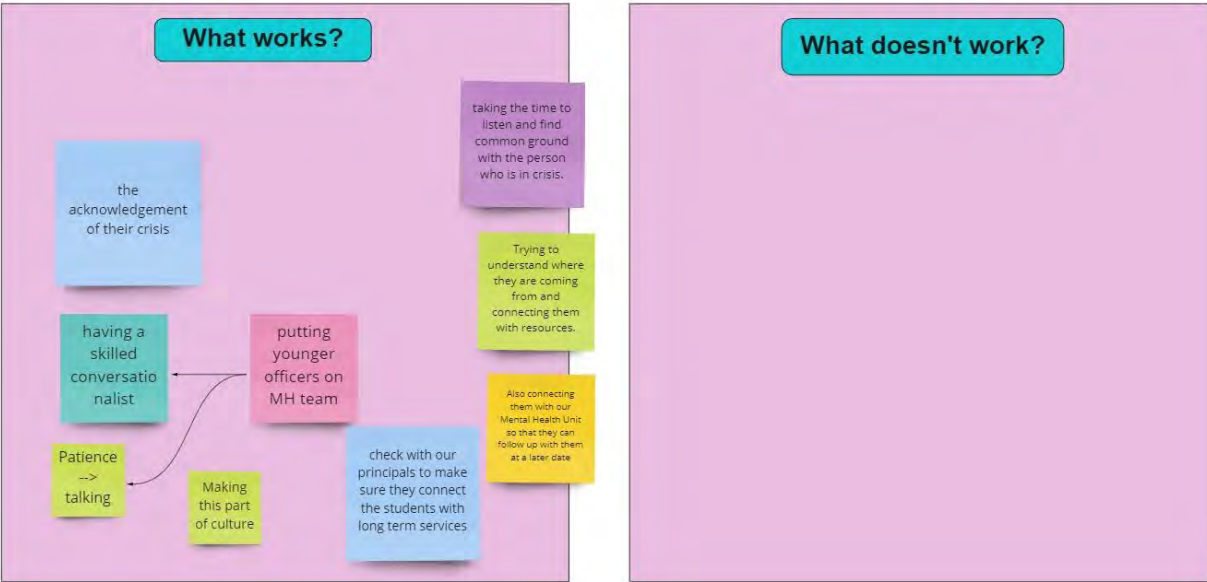 What works?
What doesn't work?
taking the time to
listen and find
common ground
with the person
who is in crisis.
the
acknowledgement
of their crisis
Trying to
understand where
they are coming
from and
connecting them
with resources.
having a
skilled
conversatio
nalist
putting
younger
officers on
MH team
Also connecting
them with our
Mental Health Unit
so that they can
follow up with them
at a later date
Patience
-->
talking
Making
this part
of culture
check with our
principals to make
sure they connect
the students with
long term services